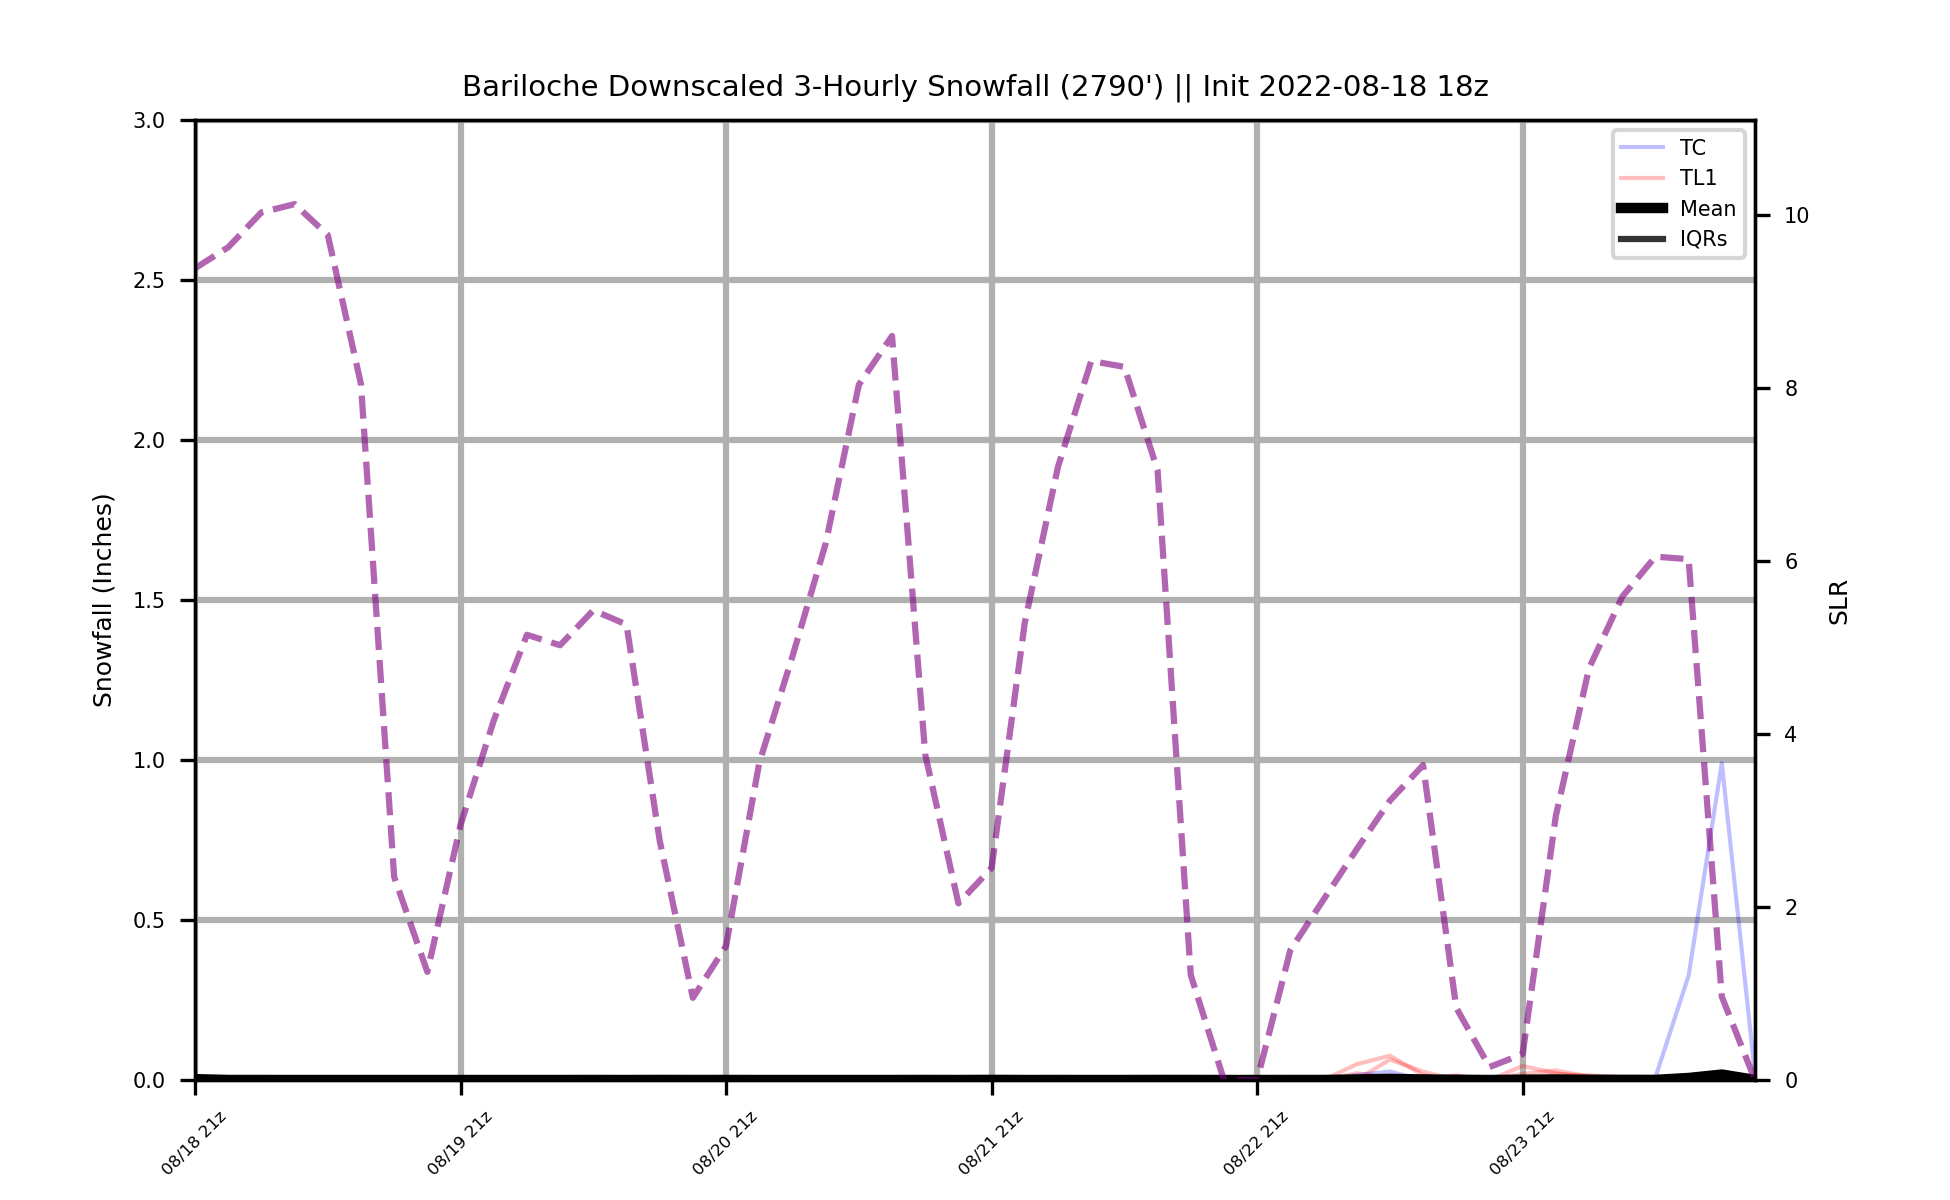 Bariloche Downscaled 3-Hourly Snowfall (2790') || Init 2022-08-18 18z
3.0
2.5
2.0
1.5
1.0
0.5
0.0
Snowfall (Inches)
TC
TL1
Mean
IQRs
10
8
6
4
2
0
SLR
08/18 21z
08/19 21z
08/20 21z
08/21 21z
08/22 21z
08/23 21z